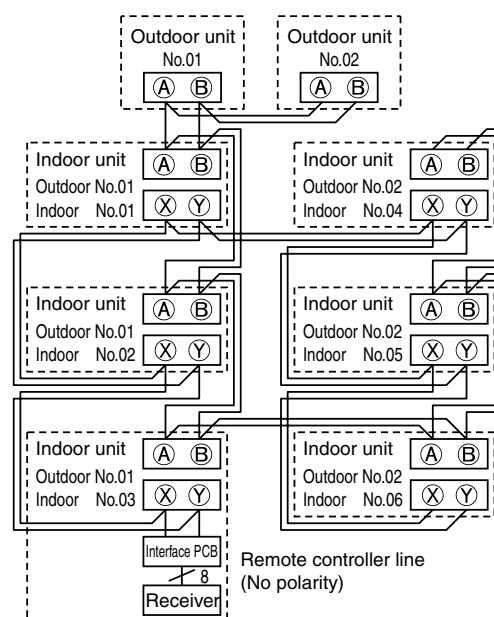 Outdoor unit
No.01
A B
Outdoor unit
No.02
A B
Indoor unit
Outdoor No.01
Indoor No.01
A B
X Y
Indoor unit
Outdoor No.02
Indoor No.04
A B
X Y
Indoor unit
Outdoor No.01
Indoor No.02
A B
X Y
Indoor unit
Outdoor No.02
Indoor No.05
A B
X Y
Indoor unit
Outdoor No.01
Indoor No.03
A B
X Y
Indoor unit
Outdoor No.02
Indoor No.06
A B
X Y
Interface PCB
8
Receiver
Remote controller line
(No polarity)